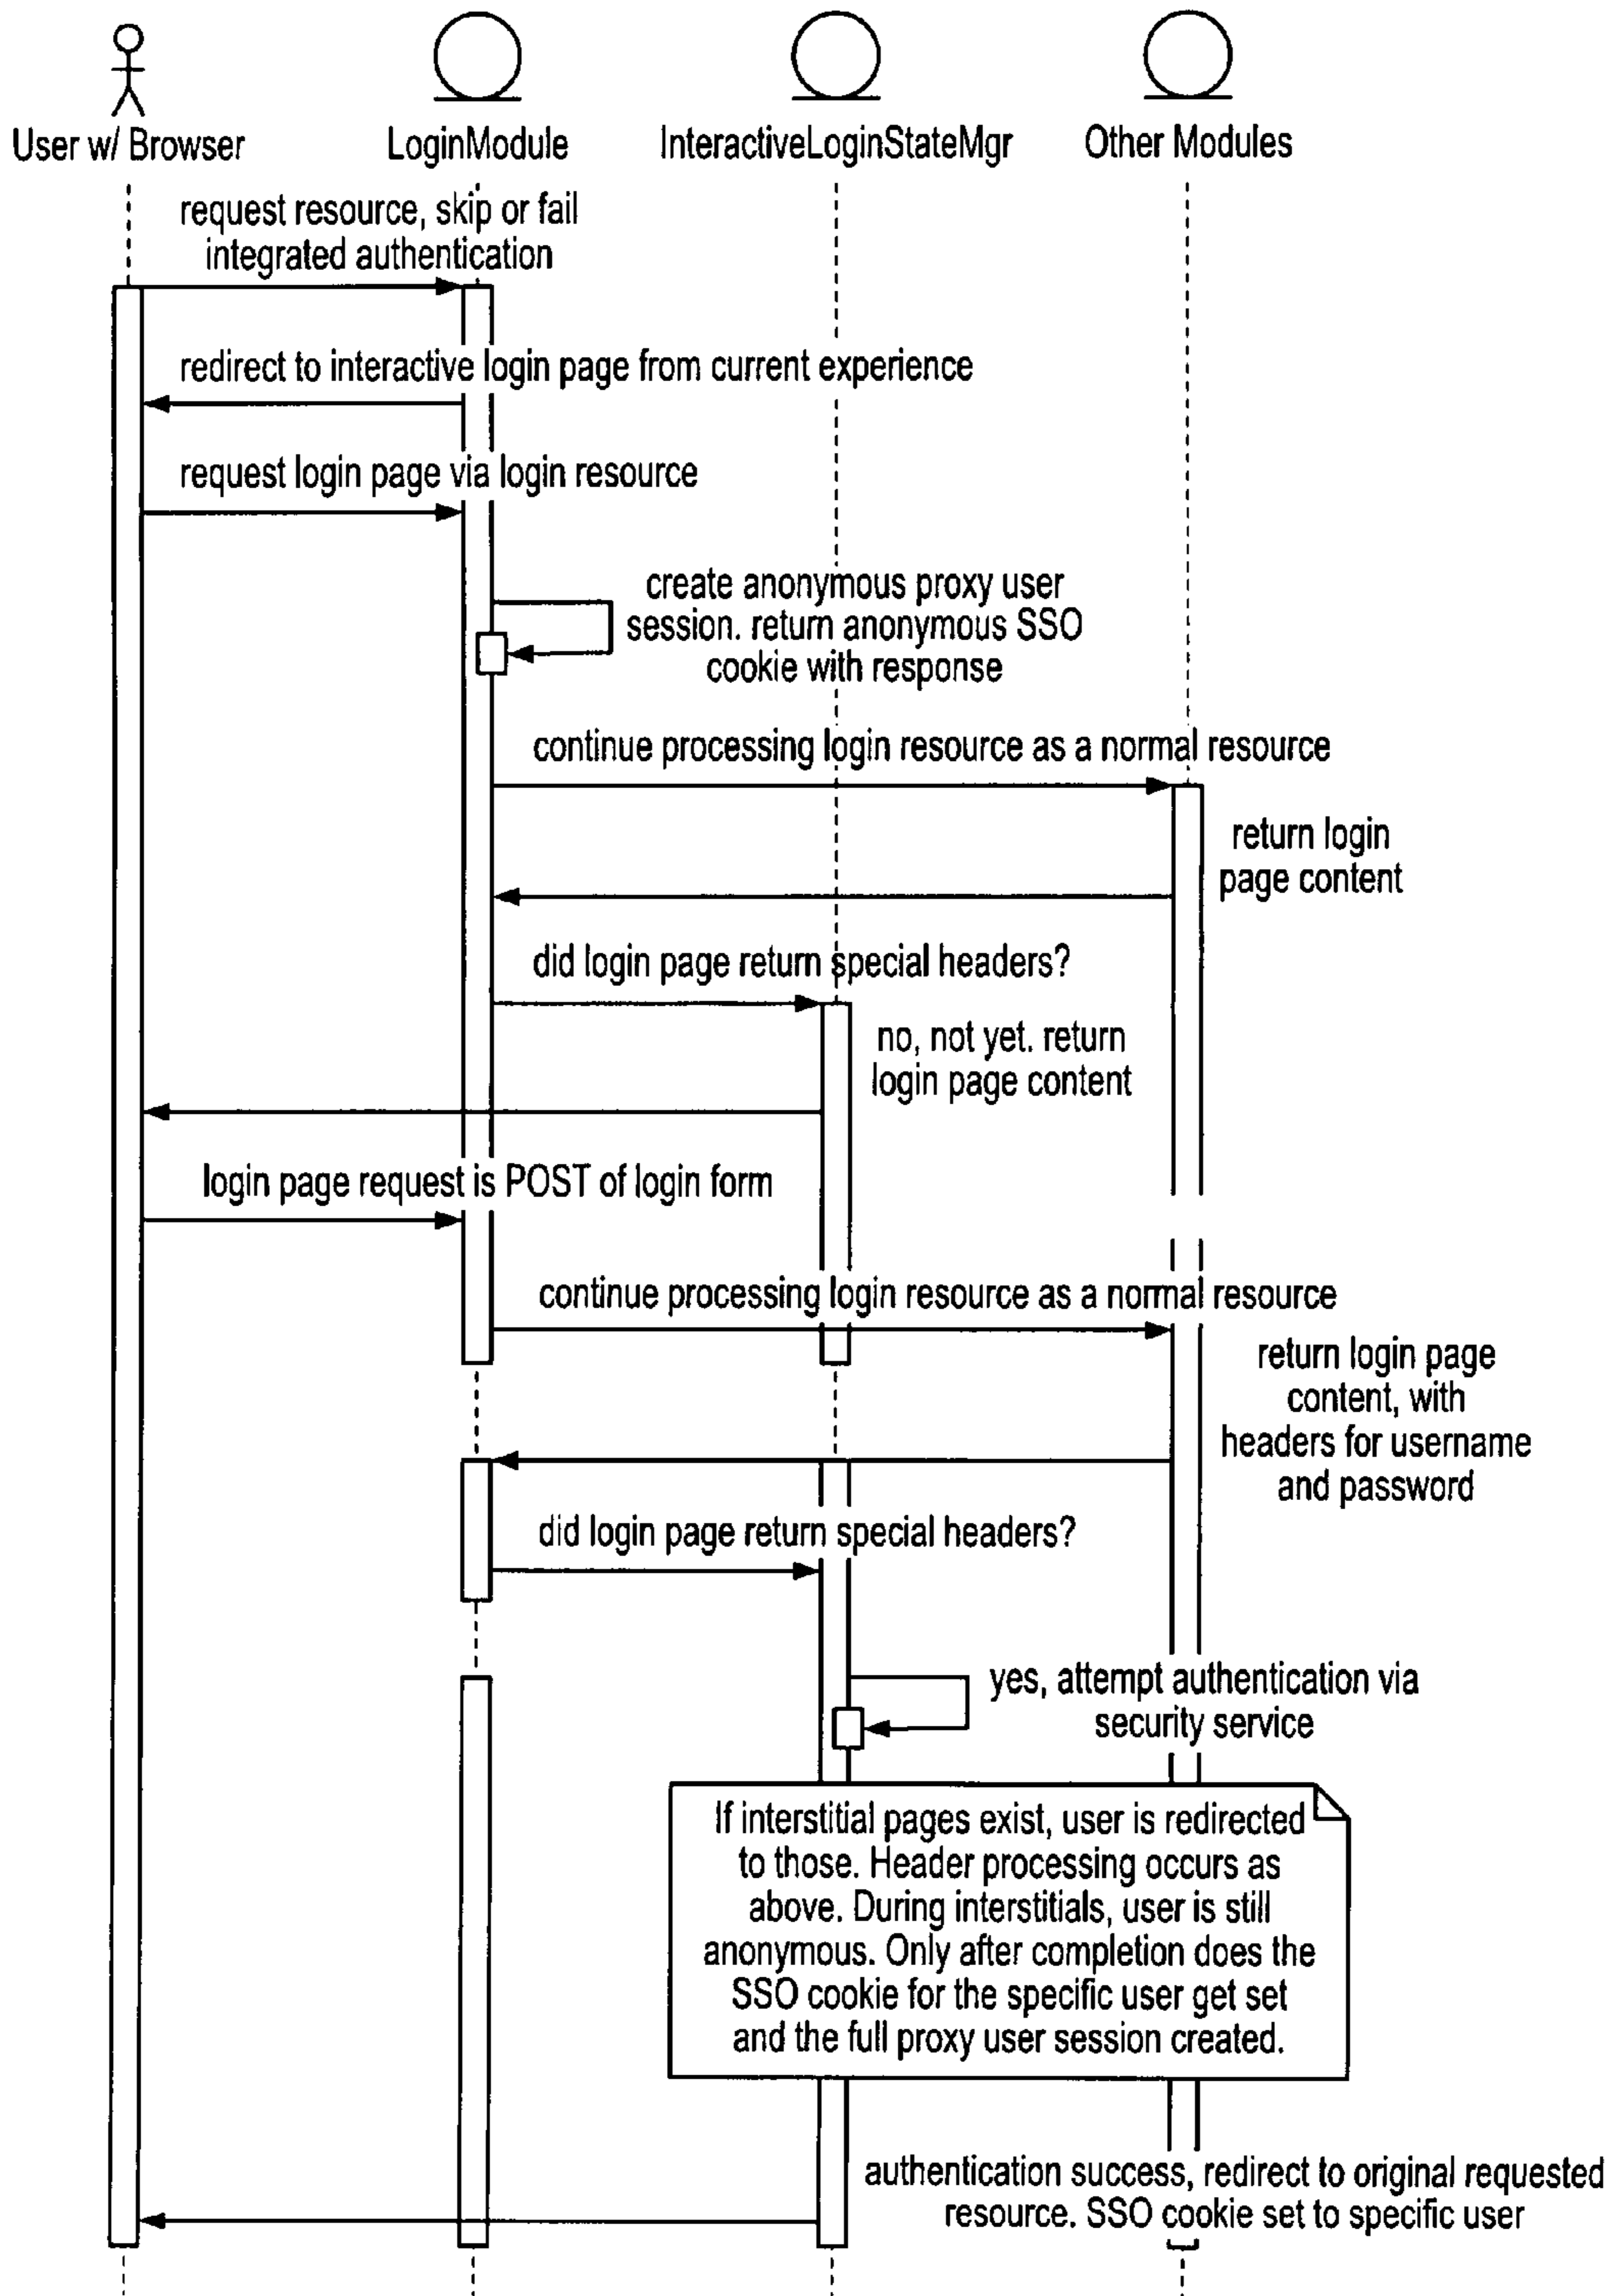 User w/ Browser
LoginModule
InteractiveLoginStateMgr
Other Modules
request resource, skip or fail
integrated authentication
redirect to interactive login page from current experience
request login page via login resource
create anonymous proxy user
session. return anonymous SSO
cookie with response
continue processing login resource as a normal resource
return login
page content
did login page return special headers?
no, not yet. return
login page content
login page request is POST of login form
continue processing login resource as a normal resource
return login page
content, with
headers for username
and password
did login page return special headers?
yes, attempt authentication via
security service
If interstitial pages exist, user is redirected
to those. Header processing occurs as
above. During interstitials, user is still
anonymous. Only after completion does the
SSO cookie for the specific user get set
and the full proxy user session created.
authentication success, redirect to original requested
resource. SSO cookie set to specific user